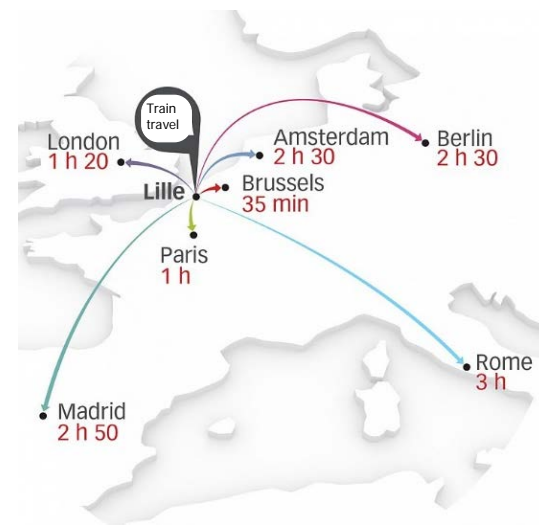 Train
travel
London
1 h 20
Amsterdam
2 h 30
Berlin
2 h 30
Lille
Brussels
35 min
Paris
1 h
Rome
3 h
Madrid
2 h 50